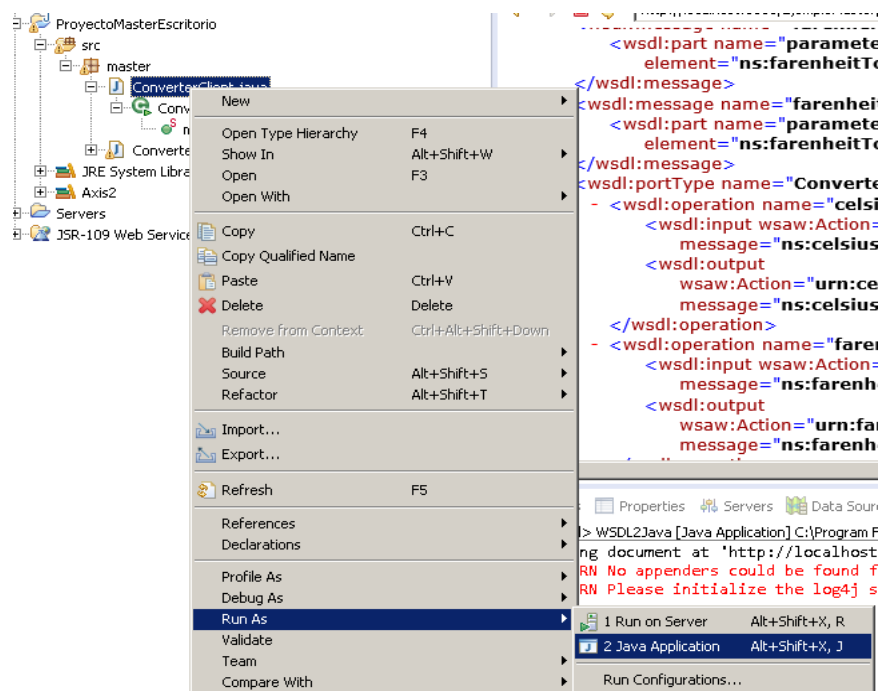 ProyectoMasterEscritorio
src
master
ConverterClient.java
Conv
Converte
JRE System Libra
Axis2
Servers
JSR-109 Web Service
New
Open Type Hierarchy F4
Show In Alt+Shift+W
Open F3
Open With
Copy Ctrl+C
Copy Qualified Name
Paste Ctrl+V
Delete Delete
Remove from Context Ctrl+Alt+Shift+Down
Build Path
Source Alt+Shift+S
Refactor Alt+Shift+T
Import...
Export...
Refresh F5
References
Declarations
Profile As
Debug As
Run As
Validate
Team
Compare With
1 Run on Server Alt+Shift+X, R
2 Java Application Alt+Shift+X, J
Run Configurations...
<wsdl:part name="paramete
element="ns:farenheitTo
</wsdl:message>
<wsdl:message name="farenheit
<wsdl:part name="paramete
element="ns:farenheitTo
</wsdl:message>
<wsdl:portType name="Converte
- <wsdl:operation name="celsi
<wsdl:input wsaw:Action=
message="ns:celsius
<wsdl:output
wsaw:Action="urn:ce
message="ns:celsius
</wsdl:operation>
- <wsdl:operation name="faren
<wsdl:input wsaw:Action=
message="ns:farenh
<wsdl:output
wsaw:Action="urn:far
message="ns:farenh
Properties Servers Data Sour
> WSDL2Java [Java Application] C:\Program F
ng document at 'http://localhost
RN No appenders could be found f
RN Please initialize the log4j s